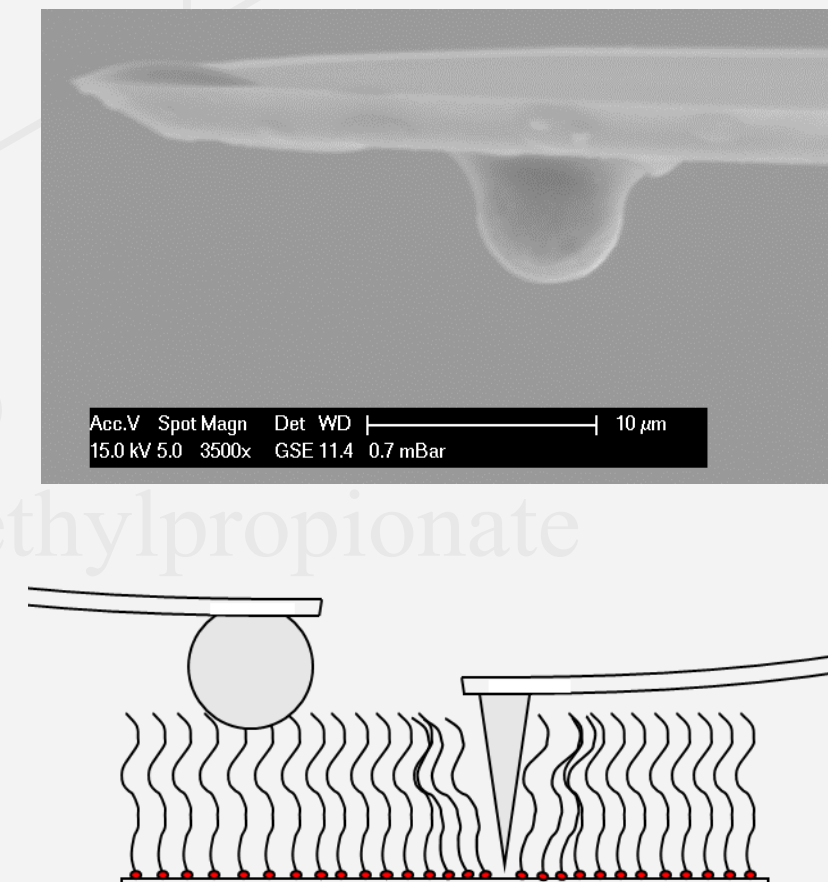 Acc.V Spot Magn Det WD 10 µm
15.0 kV 5.0 3500x GSE 11.4 0.7 mBar
ethylpropionate